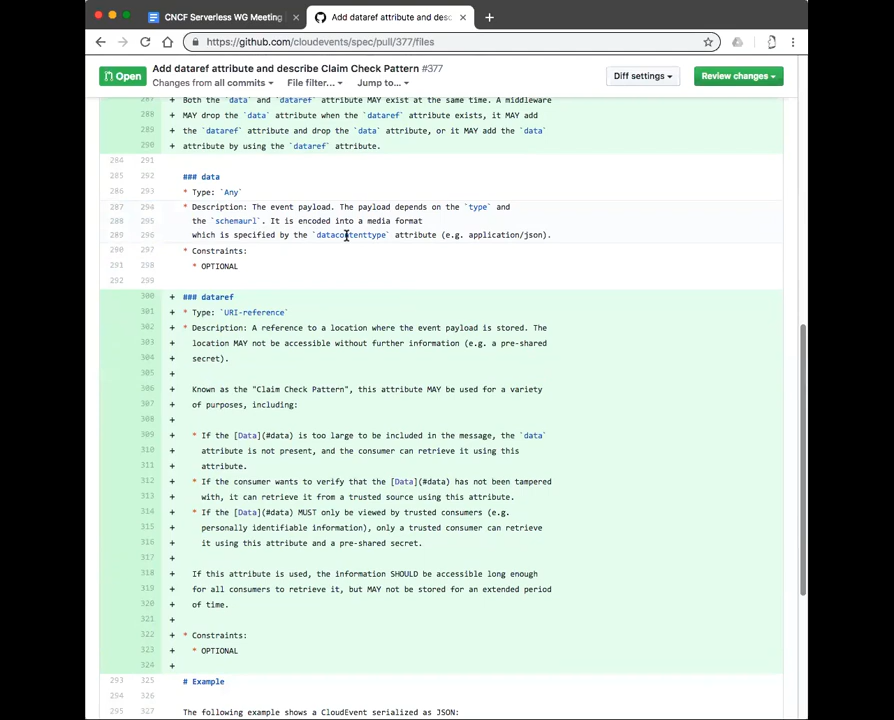 CNCF Serverless WG Meeting
Add dataref attribute and desc
https://github.com/cloudevents/spec/pull/377/files
Open
Add dataref attribute and describe Claim Check Pattern #377
Changes from all commits
File filter...
Jump to...
Diff settings
Review changes
287 + Both the `data` and `dataref` attribute MAY exist at the same time. A middleware
288 + MAY drop the `data` attribute when the `dataref` attribute exists, it MAY add
289 + the `dataref` attribute and drop the `data` attribute, or it MAY add the `data`
290 + attribute by using the `dataref` attribute.
284 291
285 292 ### data
286 293 * Type: `Any`
287 294 * Description: The event payload. The payload depends on the `type` and
288 295 the `schemaurl`. It is encoded into a media format
289 296 which is specified by the `datacontenttype` attribute (e.g. application/json).
290 297 * Constraints:
291 298 * OPTIONAL
292 299
300 + ### dataref
301 + * Type: `URI-reference`
302 + * Description: A reference to a location where the event payload is stored. The
303 + location MAY not be accessible without further information (e.g. a pre-shared
304 + secret).
305 +
306 + Known as the "Claim Check Pattern", this attribute MAY be used for a variety
307 + of purposes, including:
308 +
309 + * If the [Data](#data) is too large to be included in the message, the `data`
310 + attribute is not present, and the consumer can retrieve it using this
311 + attribute.
312 + * If the consumer wants to verify that the [Data](#data) has not been tampered
313 + with, it can retrieve it from a trusted source using this attribute.
314 + * If the [Data](#data) MUST only be viewed by trusted consumers (e.g.
315 + personally identifiable information), only a trusted consumer can retrieve
316 + it using this attribute and a pre-shared secret.
317 +
318 + If this attribute is used, the information SHOULD be accessible long enough
319 + for all consumers to retrieve it, but MAY not be stored for an extended period
320 + of time.
321 +
322 + * Constraints:
323 + * OPTIONAL
324 +
293 325 # Example
294 326
295 327 The following example shows a CloudEvent serialized as JSON: